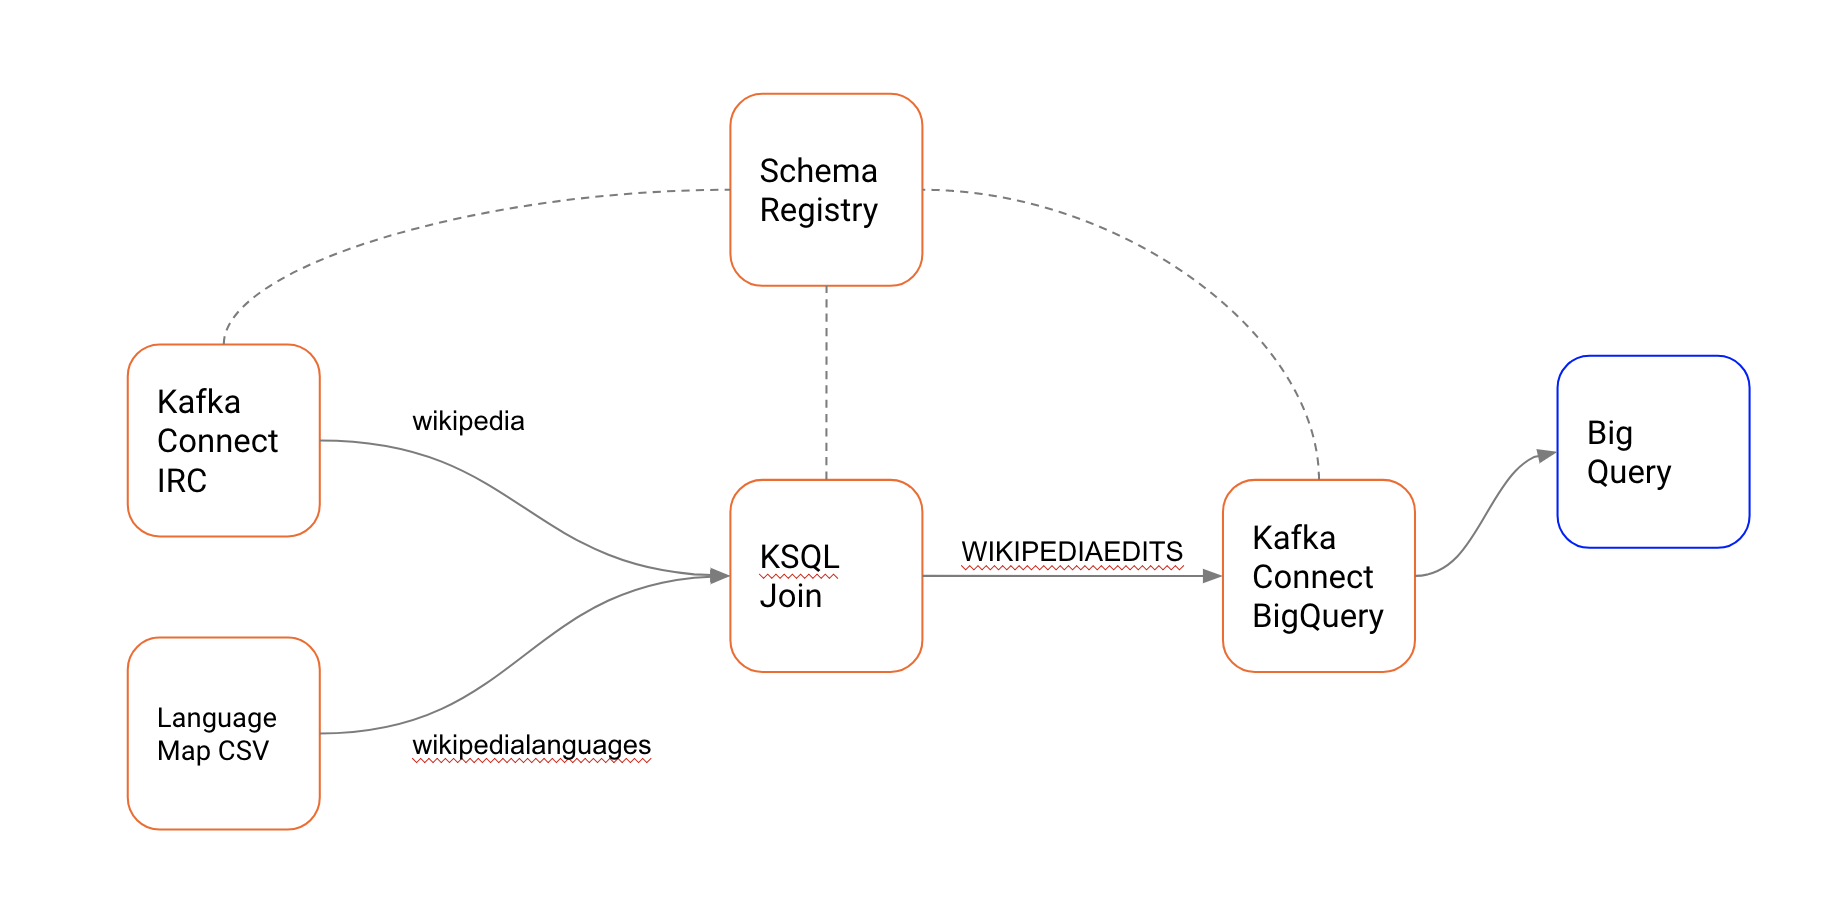 Schema
Registry
Kafka
Connect
IRC
wikipedia
Language
Map CSV
wikipedialanguages
KSQL
Join
WIKIPEDIAEDITS
Kafka
Connect
BigQuery
Big
Query